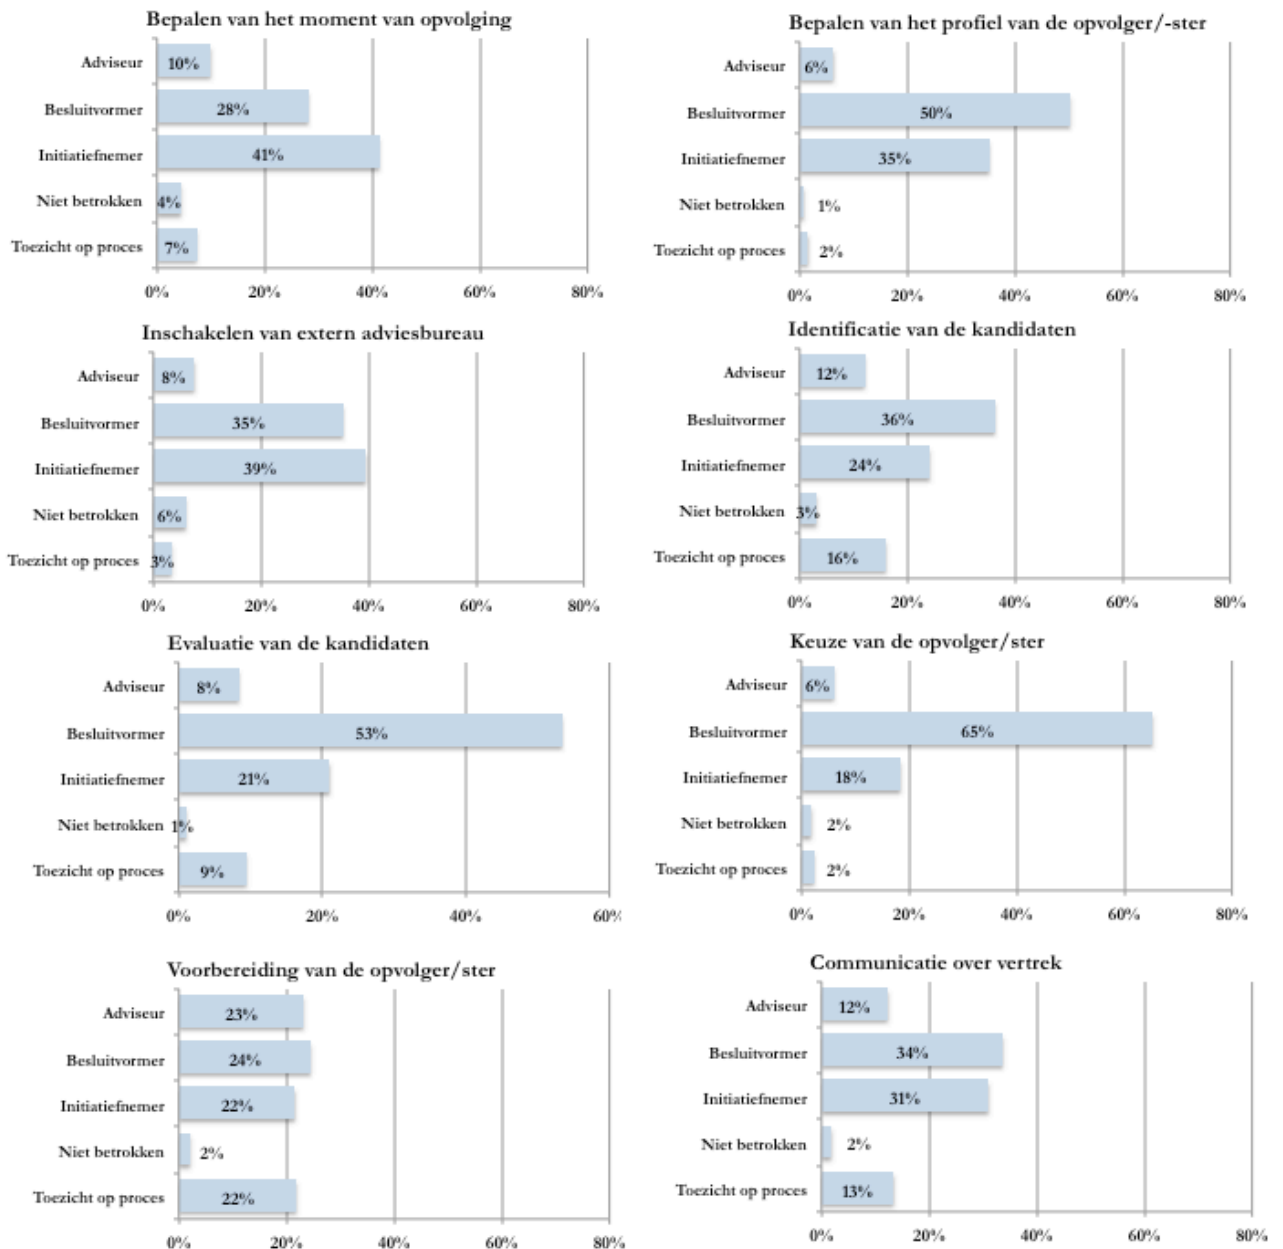 Bepalen van het moment van opvolging
Adviseur 10%
Besluitvormer 28%
Initiatiefnemer 41%
Niet betrokken 4%
Toezicht op proces 7%
0% 20% 40% 60% 80%
Bepalen van het profiel van de opvolger/-ster
Adviseur 6%
Besluitvormer 50%
Initiatiefnemer 35%
Niet betrokken 1%
Toezicht op proces 2%
0% 20% 40% 60% 80%
Inschakelen van extern adviesbureau
Adviseur 8%
Besluitvormer 35%
Initiatiefnemer 39%
Niet betrokken 6%
Toezicht op proces 3%
0% 20% 40% 60% 80%
Identificatie van de kandidaten
Adviseur 12%
Besluitvormer 36%
Initiatiefnemer 24%
Niet betrokken 3%
Toezicht op proces 16%
0% 20% 40% 60% 80%
Evaluatie van de kandidaten
Adviseur 8%
Besluitvormer 53%
Initiatiefnemer 21%
Niet betrokken 1%
Toezicht op proces 9%
0% 20% 40% 60%
Keuze van de opvolger/ster
Adviseur 6%
Besluitvormer 65%
Initiatiefnemer 18%
Niet betrokken 2%
Toezicht op proces 2%
0% 20% 40% 60% 80%
Voorbereiding van de opvolger/ster
Adviseur 23%
Besluitvormer 24%
Initiatiefnemer 22%
Niet betrokken 2%
Toezicht op proces 22%
0% 20% 40% 60% 80%
Communicatie over vertrek
Adviseur 12%
Besluitvormer 34%
Initiatiefnemer 31%
Niet betrokken 2%
Toezicht op proces 13%
0% 20% 40% 60% 80%